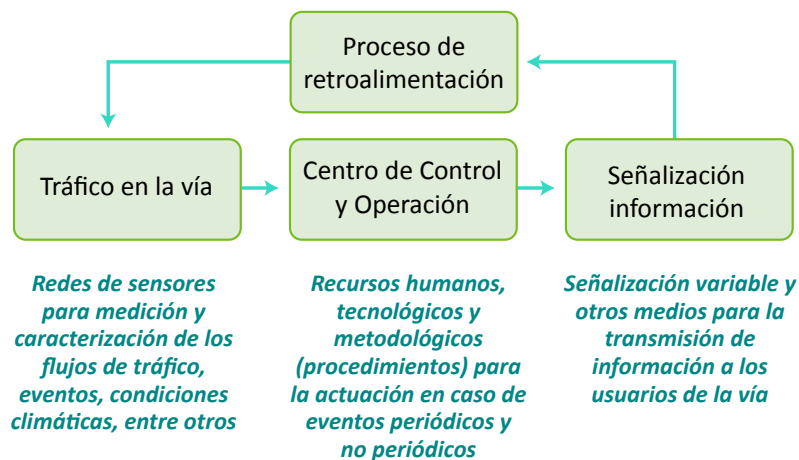 Proceso de
retroalimentación
Tráfico en la vía
Centro de Control
y Operación
Señalización
información
Redes de sensores
para medición y
caracterización de los
flujos de tráfico,
eventos, condiciones
climáticas, entre otros
Recursos humanos,
tecnológicos y
metodológicos
(procedimientos) para
la actuación en caso de
eventos periódicos y
no periódicos
Señalización variable y
otros medios para la
transmisión de
información a los
usuarios de la vía